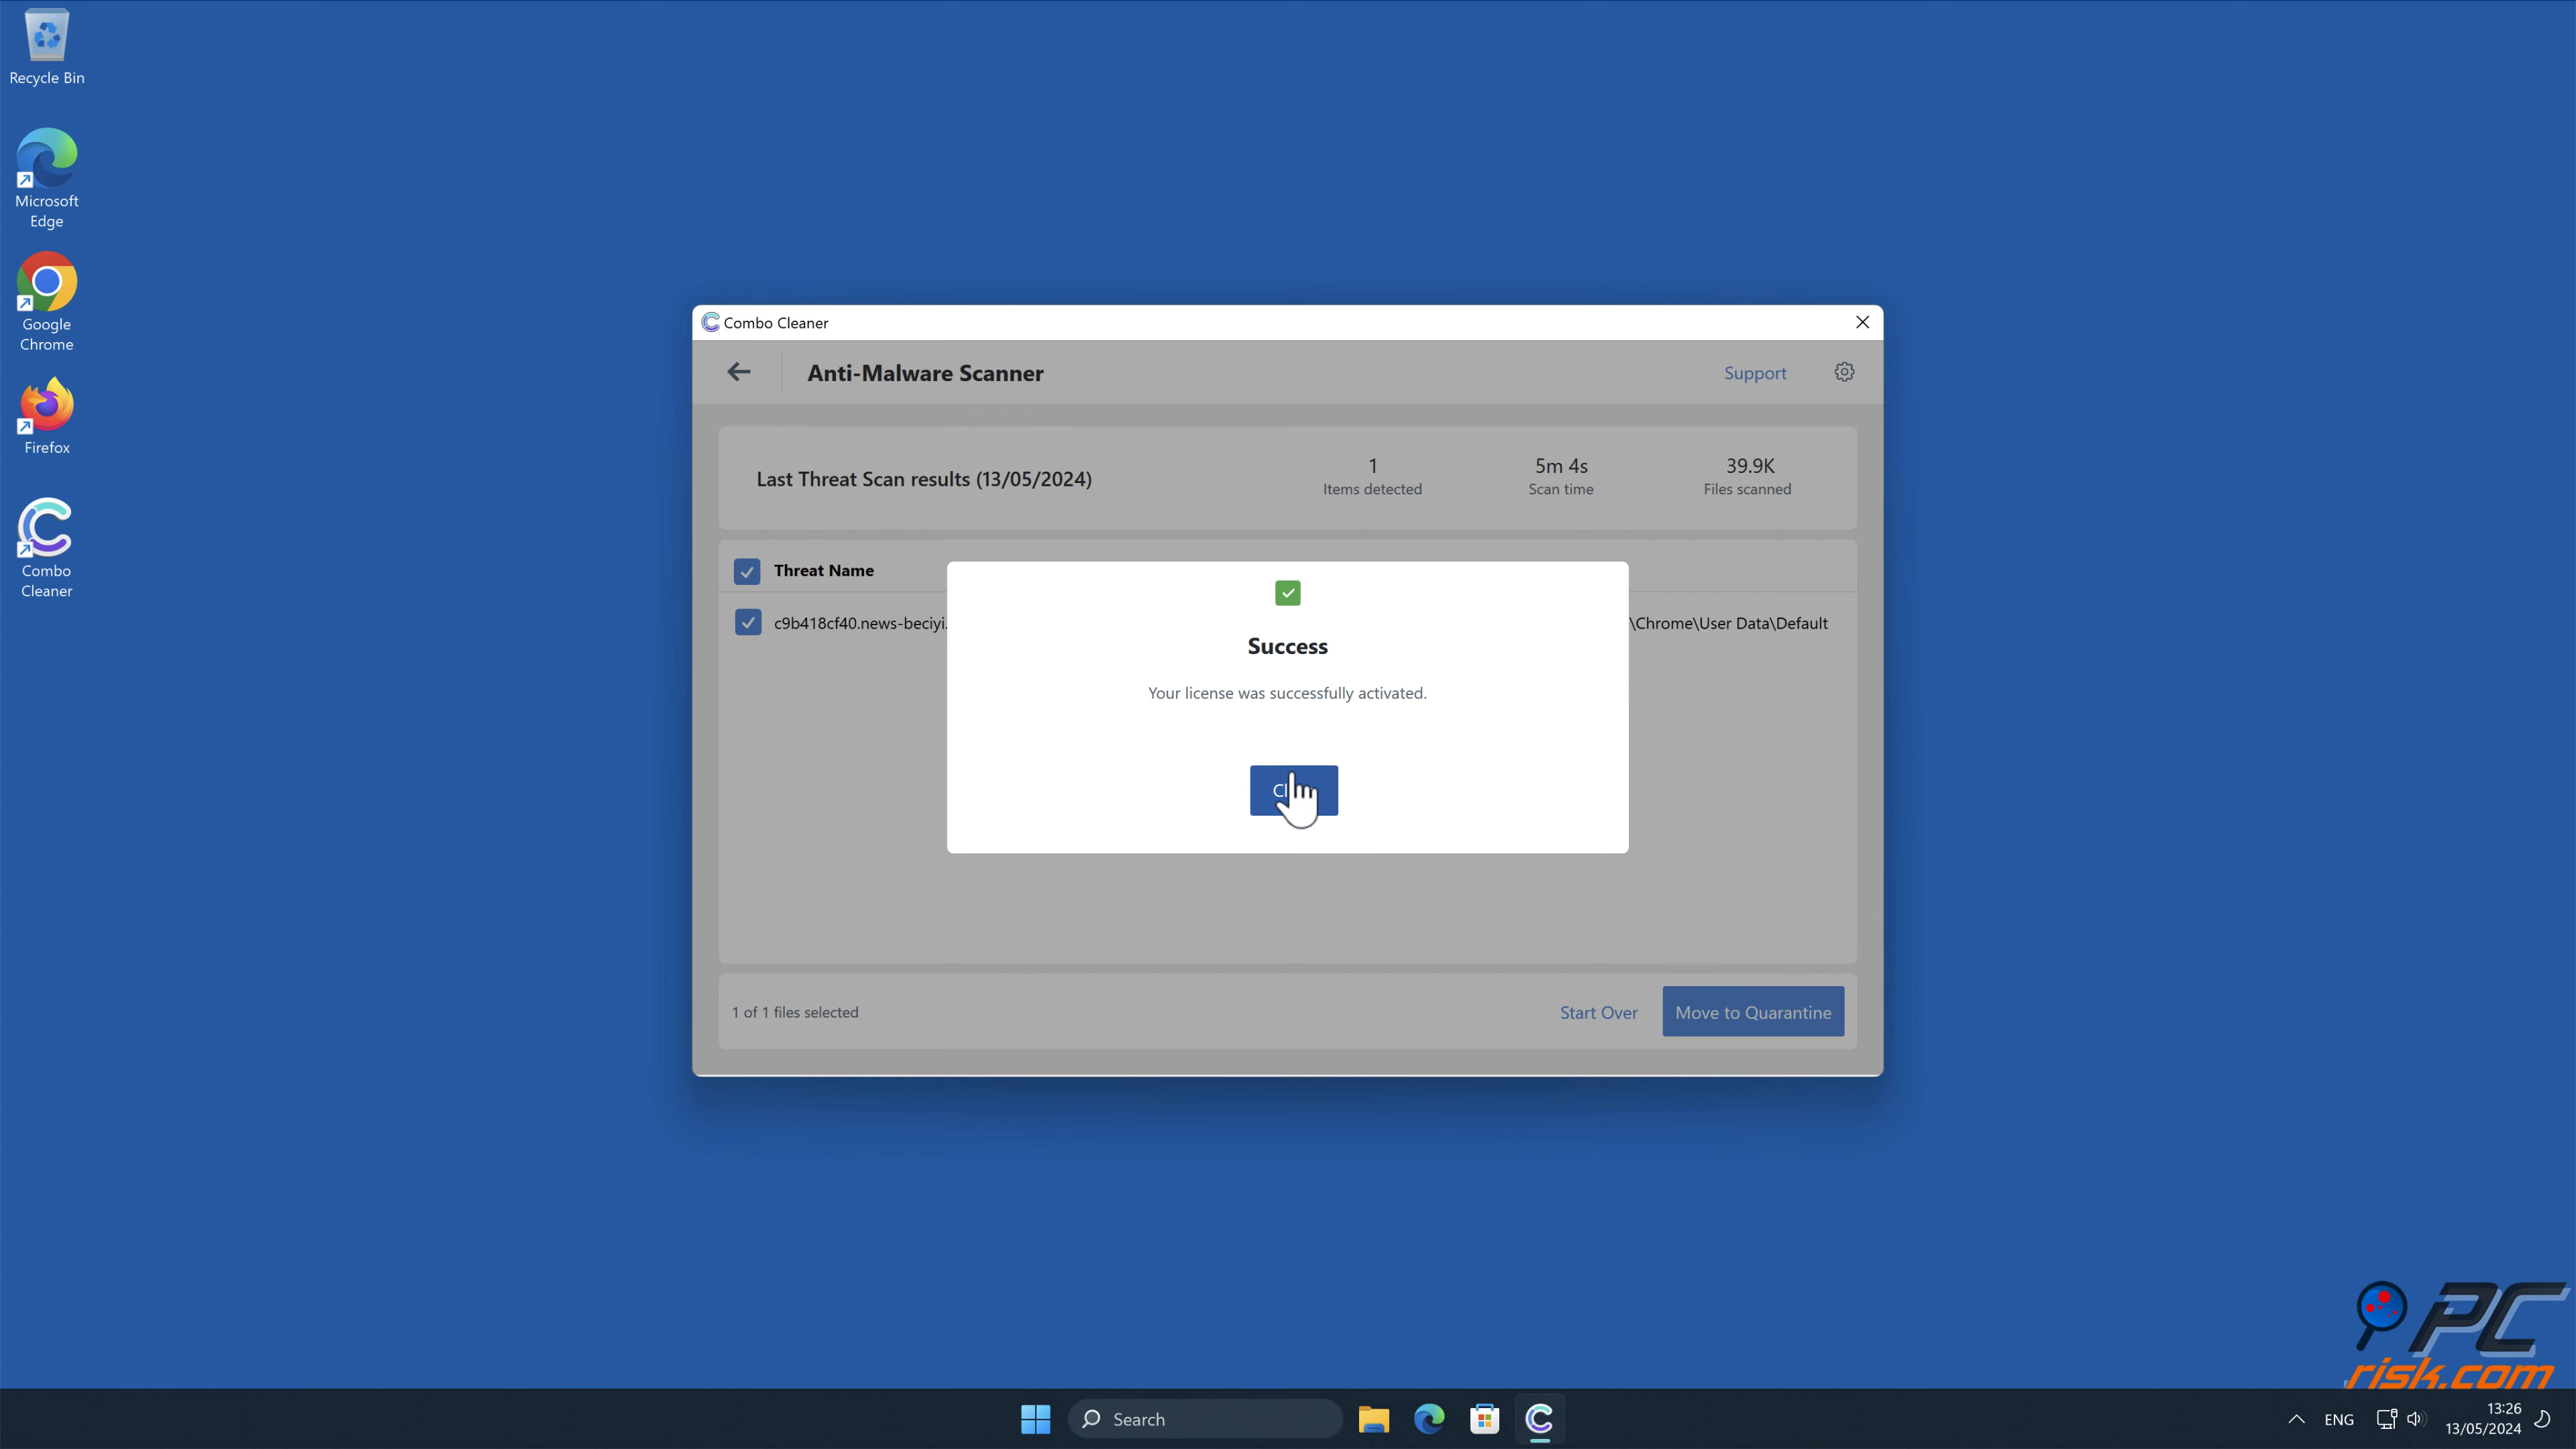 Recycle Bin
Microsoft
Edge
Google
Chrome
Firefox
Combo
Cleaner
Combo Cleaner
Anti-Malware Scanner
Support
Last Threat Scan results (13/05/2024)
1
Items detected
5m 4s
Scan time
39.9K
Files scanned
Threat Name
c9b418cf40.news-beciyi.
\Chrome\User Data\Default
Success
Your license was successfully activated.
1 of 1 files selected
Start Over
Move to Quarantine
PC
risk.com
Search
ENG
13:26
13/05/2024